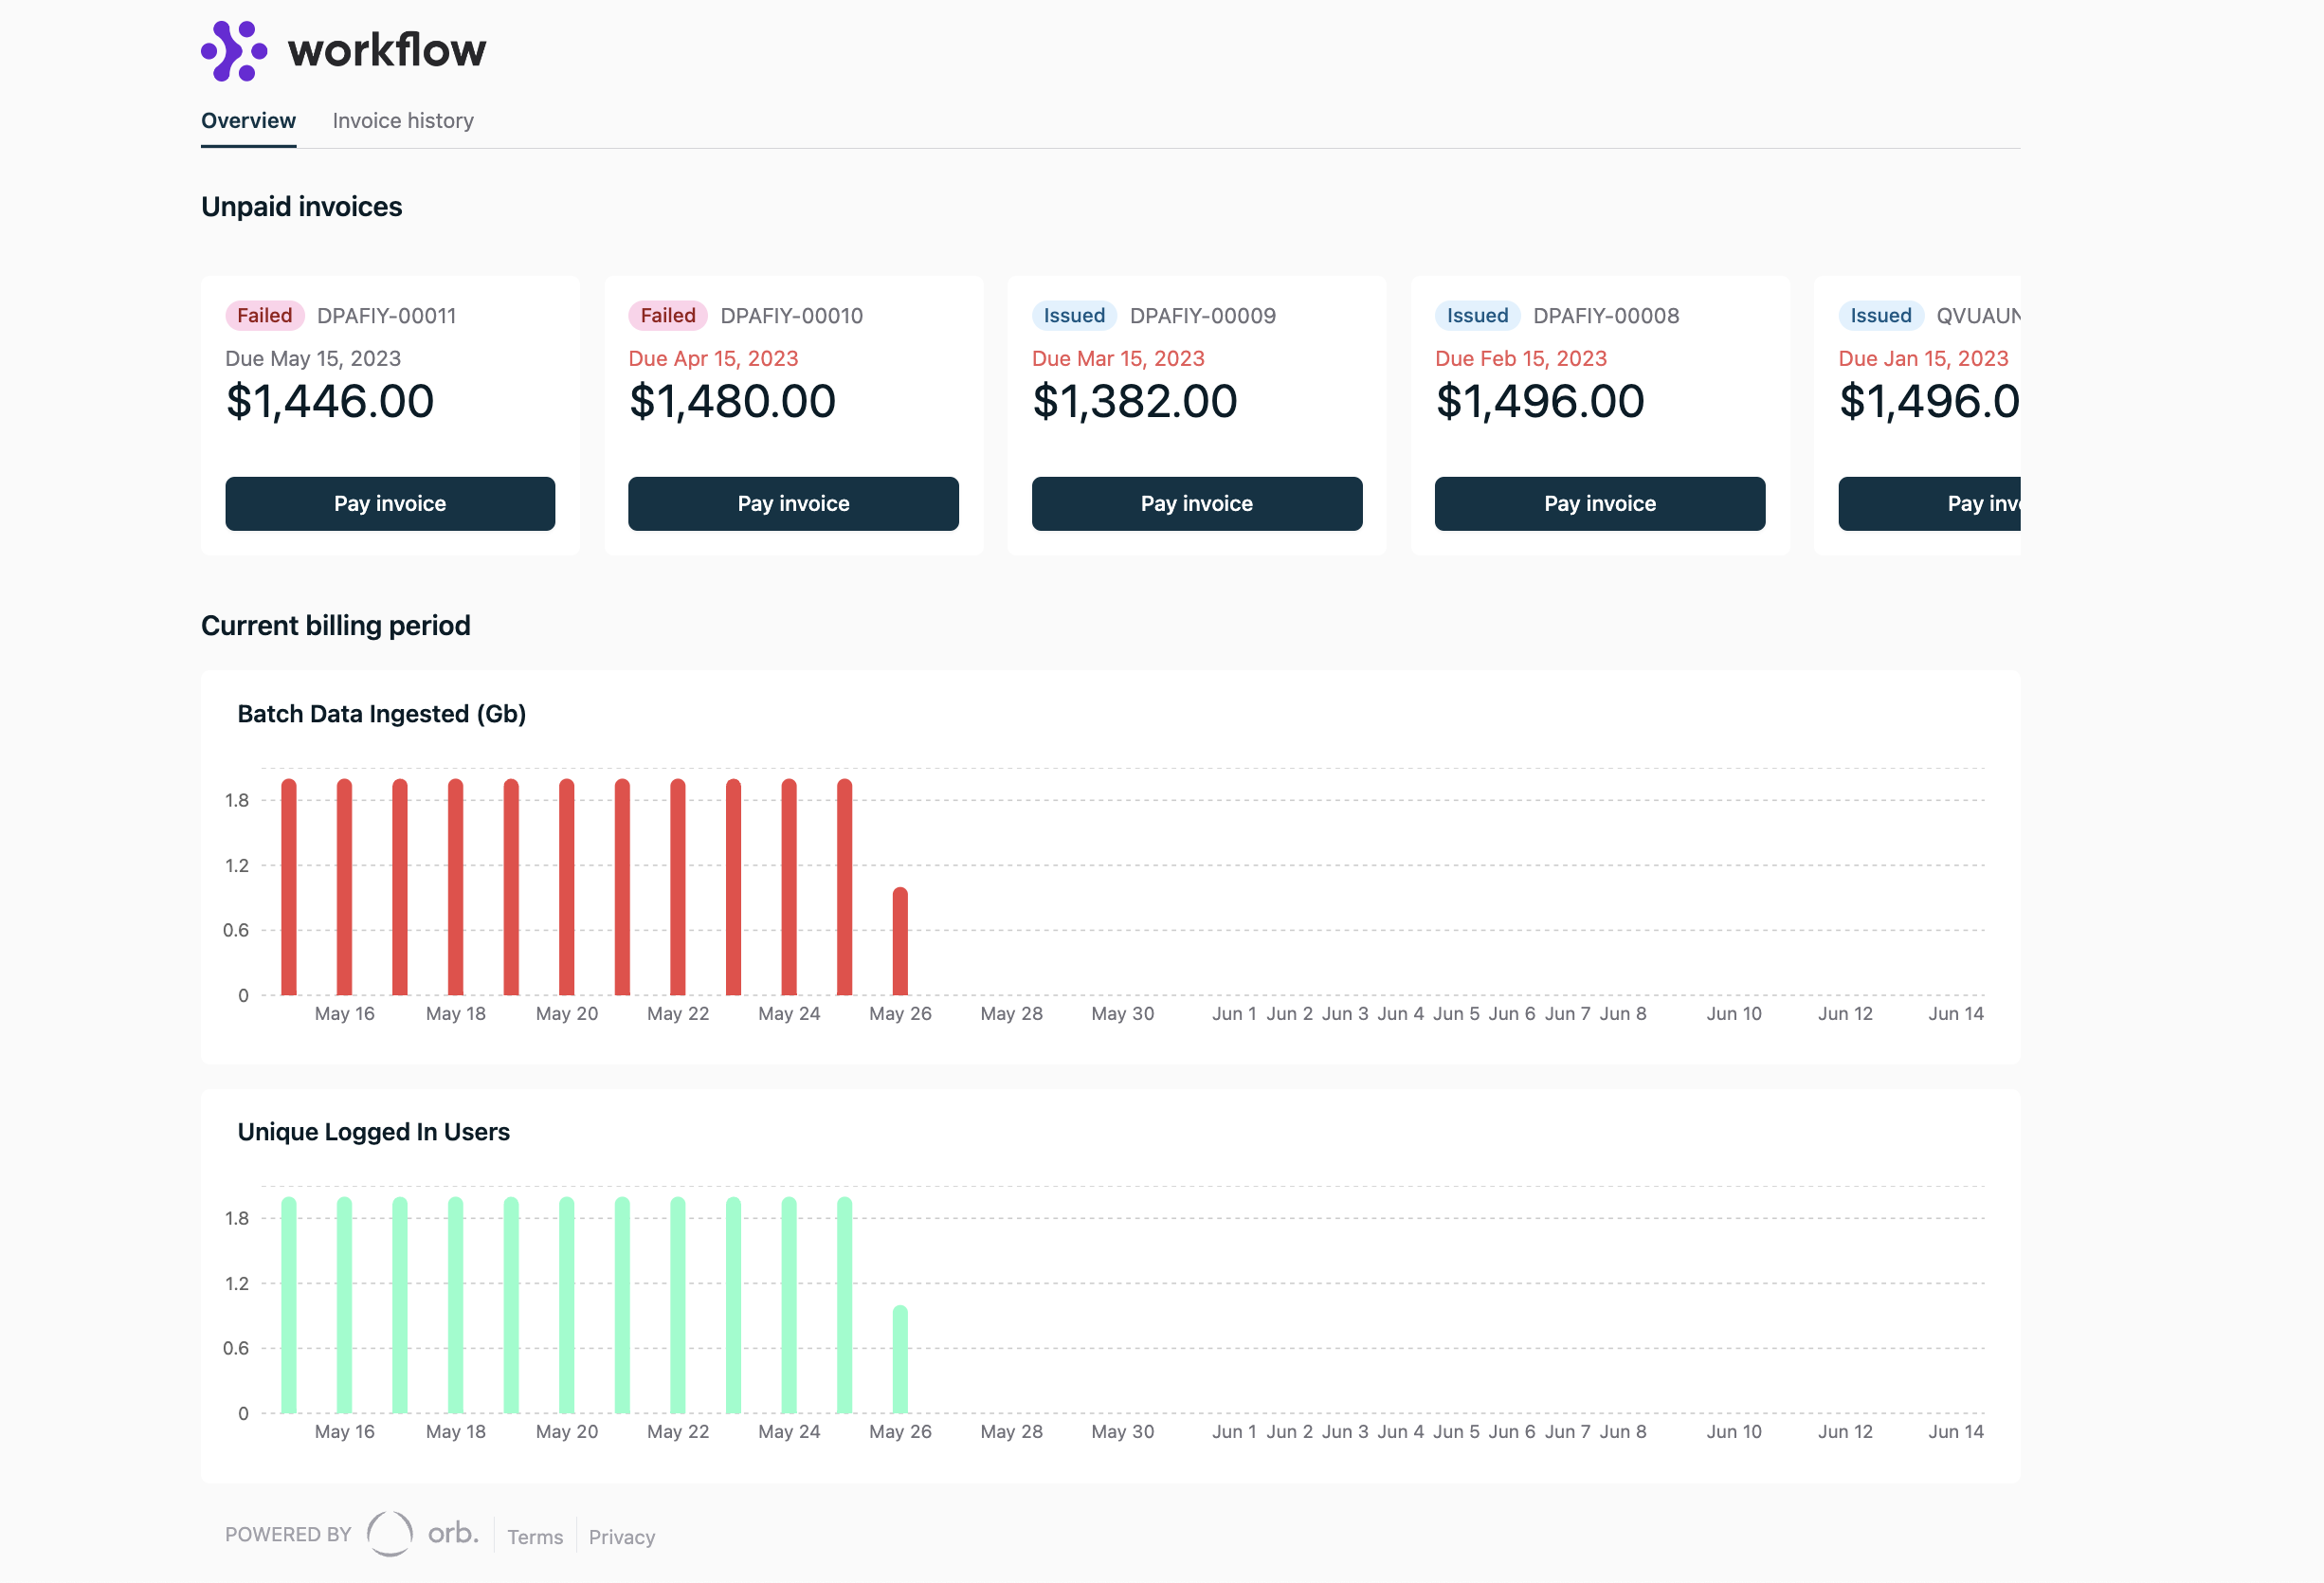 workflow
Overview Invoice history
Unpaid invoices
Failed DPAFIY-00011
Due May 15, 2023
$1,446.00
Pay invoice
Failed DPAFIY-00010
Due Apr 15, 2023
$1,480.00
Pay invoice
Issued DPAFIY-00009
Due Mar 15, 2023
$1,382.00
Pay invoice
Issued DPAFIY-00008
Due Feb 15, 2023
$1,496.00
Pay invoice
Issued QVUAUN
Due Jan 15, 2023
$1,496.0
Pay inv
Current billing period
Batch Data Ingested (Gb)
1.8
1.2
0.6
0
May 16 May 18 May 20 May 22 May 24 May 26 May 28 May 30 Jun 1 Jun 2 Jun 3 Jun 4 Jun 5 Jun 6 Jun 7 Jun 8 Jun 10 Jun 12 Jun 14
Unique Logged In Users
1.8
1.2
0.6
0
May 16 May 18 May 20 May 22 May 24 May 26 May 28 May 30 Jun 1 Jun 2 Jun 3 Jun 4 Jun 5 Jun 6 Jun 7 Jun 8 Jun 10 Jun 12 Jun 14
POWERED BY orb. Terms Privacy